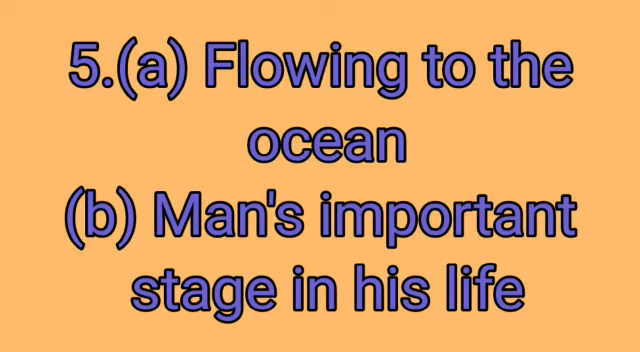 5.(a) Flowing to the
ocean
(b) Man's important
stage in his life